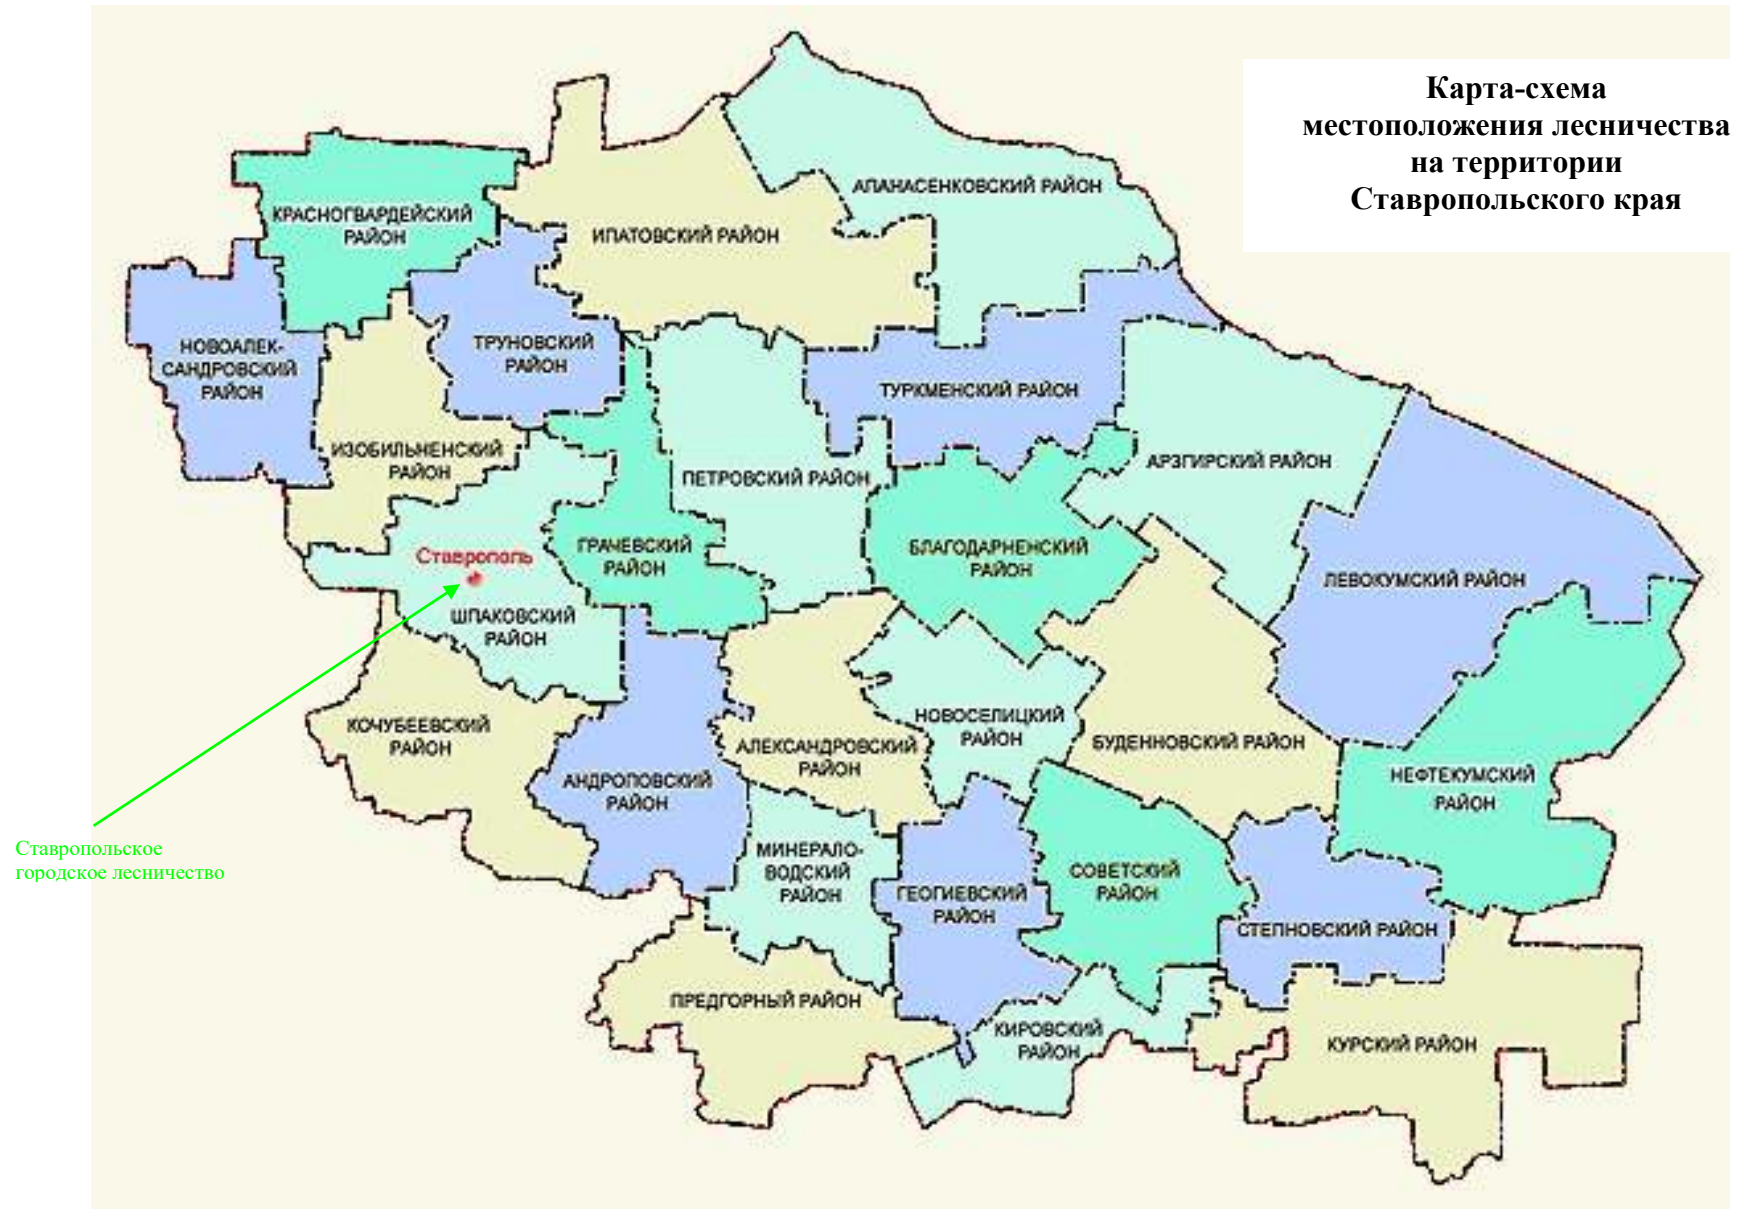 Карта-схема
местоположения лесничества
на территории
Ставропольского края
АПАНАСЕНКОВСКИЙ РАЙОН
КРАСНОГВАРДЕЙСКИЙ
РАЙОН
ИПАТОВСКИЙ РАЙОН
НОВОАЛЕК-
САНДРОВСКИЙ
РАЙОН
ТРУНОВСКИЙ
РАЙОН
ТУРКМЕНСКИЙ РАЙОН
ИЗОБИЛЬНЕНСКИЙ
РАЙОН
ПЕТРОВСКИЙ РАЙОН
АРЗГИРСКИЙ РАЙОН
Ставрополь
ГРАЧЕВСКИЙ
РАЙОН
БЛАГОДАРНЕНСКИЙ
РАЙОН
ЛЕВОКУМСКИЙ РАЙОН
ШПАКОВСКИЙ
РАЙОН
КОЧУБЕЕВСКИЙ
РАЙОН
АЛЕКСАНДРОВСКИЙ
РАЙОН
НОВОСЕЛИЦКИЙ
РАЙОН
БУДЕННОВСКИЙ РАЙОН
АНДРОПОВСКИЙ
РАЙОН
НЕФТЕКУМСКИЙ
РАЙОН
Ставропольское
городское лесничество
МИНЕРАЛО-
ВОДСКИЙ
РАЙОН
ГЕОГИЕВСКИЙ
РАЙОН
СОВЕТСКИЙ
РАЙОН
СТЕПНОВСКИЙ РАЙОН
ПРЕДГОРНЫЙ РАЙОН
КИРОВСКИЙ
РАЙОН
КУРСКИЙ РАЙОН